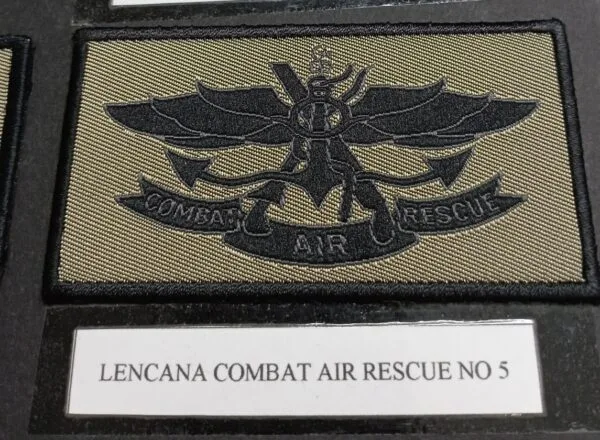 COMBAT AIR RESCUE
LENCANA COMBAT AIR RESCUE NO 5